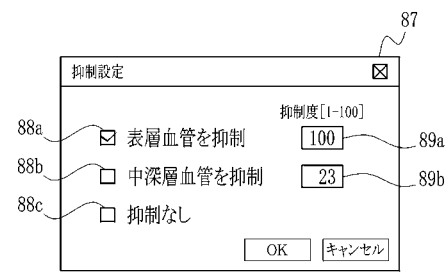 87
抑制設定
抑制度[1-100]
88a
表層血管を抑制
100
89a
88b
中深層血管を抑制
23
89b
88c
抑制なし
OK
キャンセル